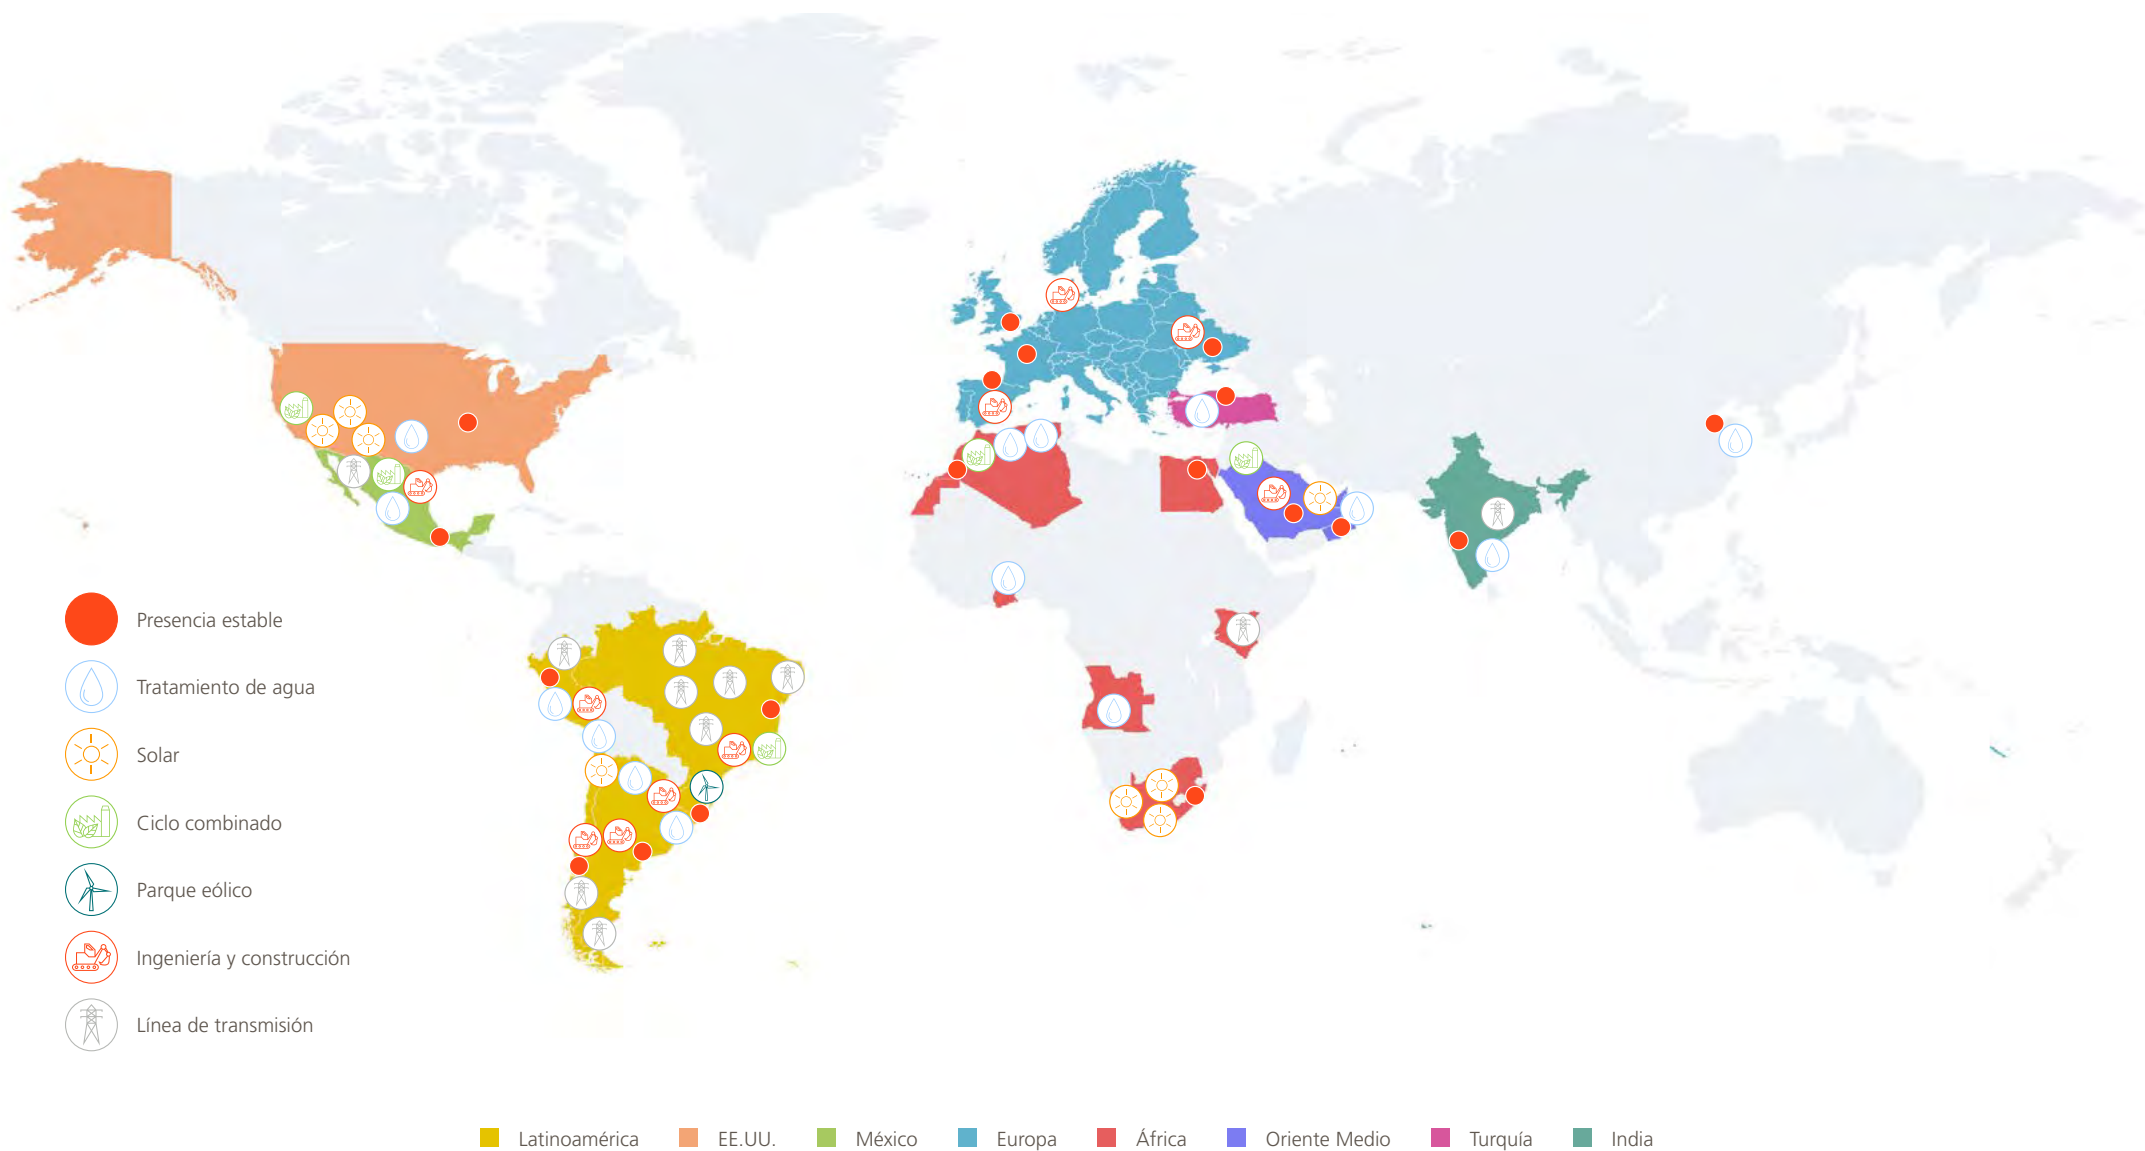 Presencia estable
Tratamiento de agua
Solar
Ciclo combinado
Parque eólico
Ingeniería y construcción
Línea de transmisión
Latinoamérica
EE.UU.
México
Europa
África
Oriente Medio
Turquía
India